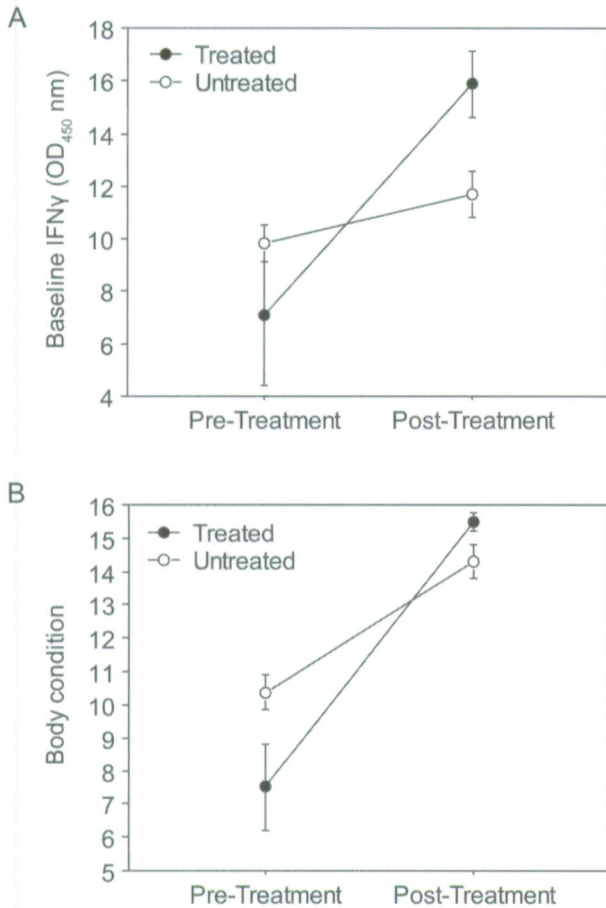 A
18
16
14
12
10
8
6
4
Baseline IFNγ (OD450 nm)
Treated
Untreated
Pre-Treatment Post-Treatment
B
16
15
14
13
12
11
10
9
8
7
6
5
Body condition
Treated
Untreated
Pre-Treatment Post-Treatment